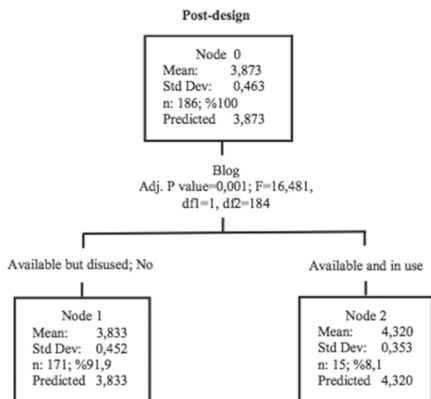 Post-design
Node 0
Mean: 3,873
Std Dev: 0,463
n: 186; %100
Predicted 3,873
Blog
Adj. P value=0,001; F=16,481,
df1=1, df2=184
Available but disused; No
Available and in use
Node 1
Mean: 3,833
Std Dev: 0,452
n: 171; %91,9
Predicted 3,833
Node 2
Mean: 4,320
Std Dev: 0,353
n: 15; %8,1
Predicted 4,320